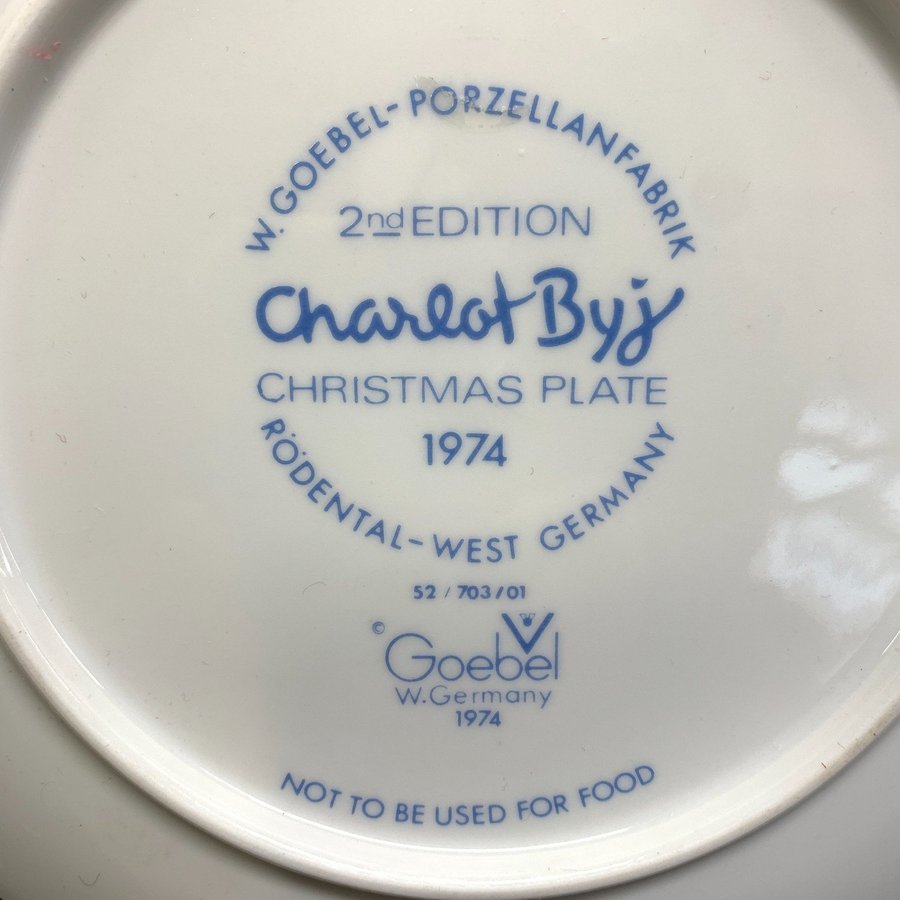 W. GOEBEL-PORZELLANFABRIK
2nd EDITION
Charlot Byj
CHRISTMAS PLATE
1974
RÖDENTAL-WEST GERMANY
52 / 703 / 01
© Goebel
W. Germany
1974
NOT TO BE USED FOR FOOD